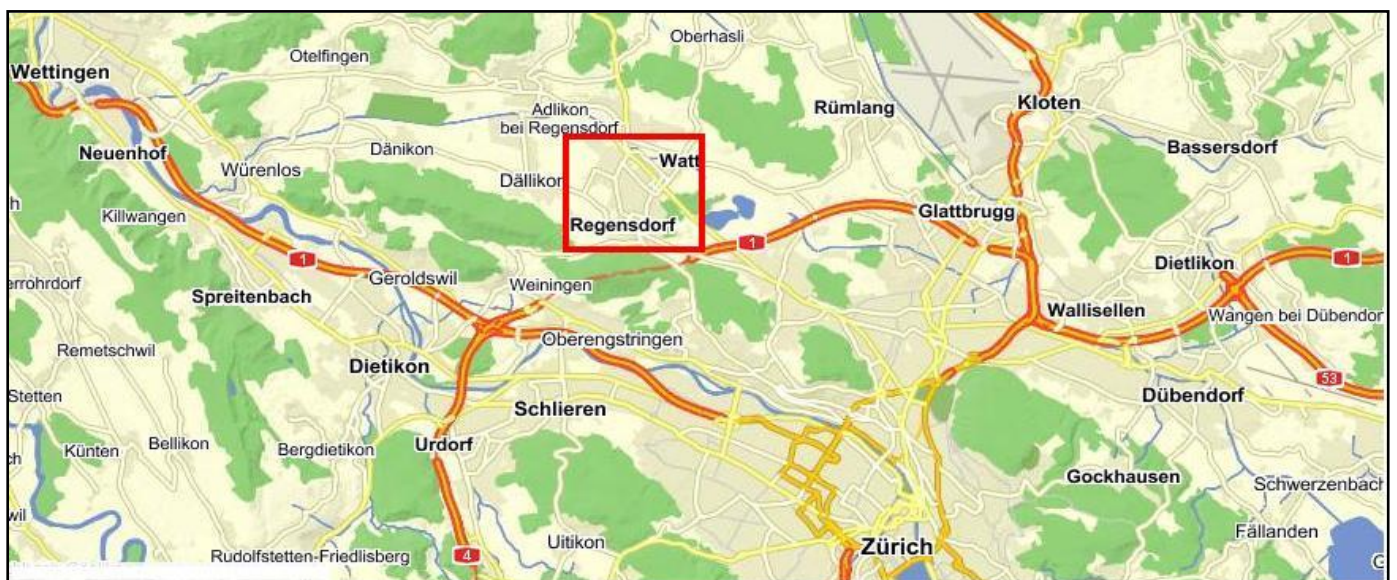 Oberhasli
Otelfingen
Wettingen
Rümlang
Kloten
Adlikon
bei Regensdorf
Neuenhof
Dänikon
Watt
Bassersdorf
Würenlos
Dällikon
Killwangen
Regensdorf
Glattbrugg
1
1
1
Dietlikon
errohrdorf
Geroldswil
Weiningen
Spreitenbach
Wallisellen
Wangen bei Dübendor
Oberengstringen
Remetschwil
Dietikon
53
Stetten
Schlieren
Dübendorf
Künten
Bellikon
Bergdietikon
Urdorf
Gockhausen
Schwerzenbach
wil
Fällanden
Uitikon
Zürich
Rudolfstetten-Friedlisberg
4